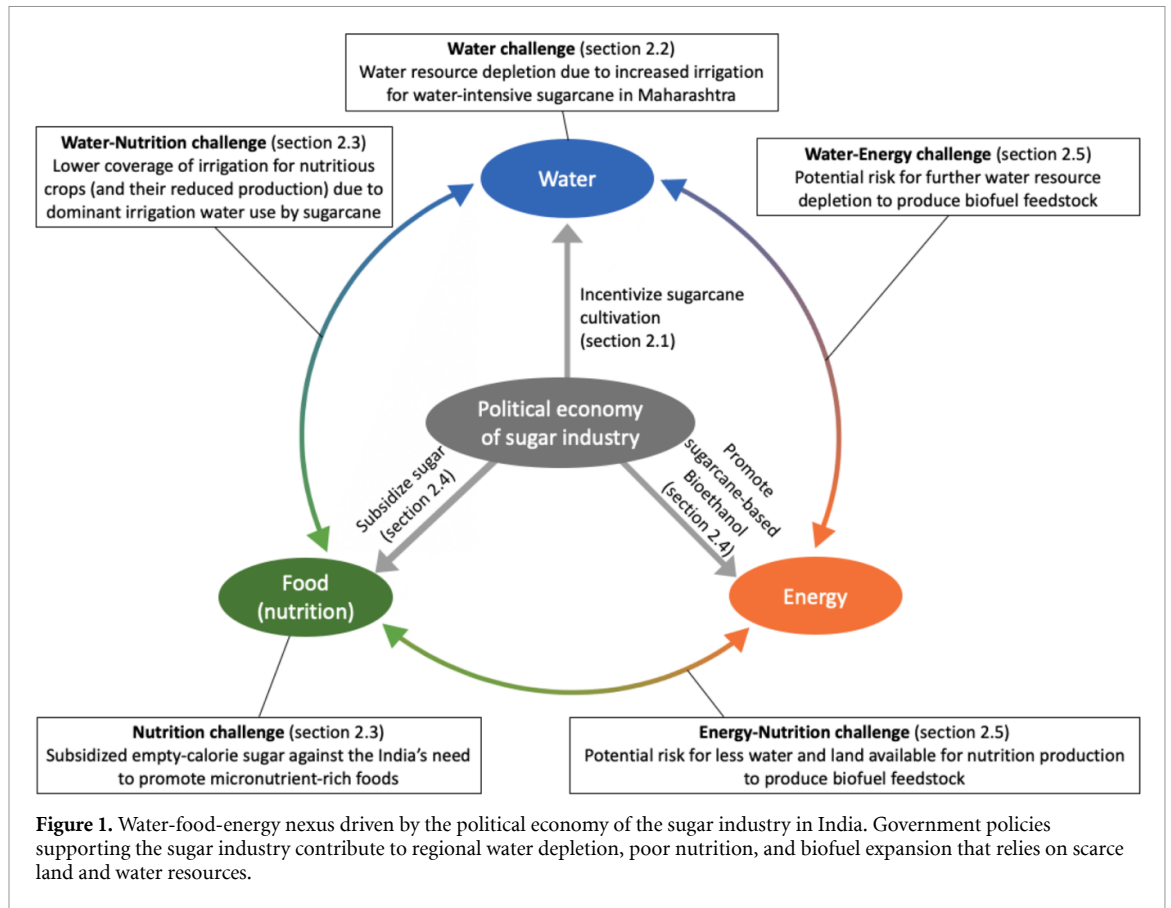 Water challenge (section 2.2)
Water resource depletion due to increased irrigation
for water-intensive sugarcane in Maharashtra
Water-Nutrition challenge (section 2.3)
Lower coverage of irrigation for nutritious
crops (and their reduced production) due to
dominant irrigation water use by sugarcane
Water-Energy challenge (section 2.5)
Potential risk for further water resource
depletion to produce biofuel feedstock
Water
Incentivize sugarcane
cultivation
(section 2.1)
Political economy
of sugar industry
Subsidize sugar
(section 2.4)
Promote
sugarcane-based
Bioethanol
(section 2.4)
Food
(nutrition)
Energy
Nutrition challenge (section 2.3)
Subsidized empty-calorie sugar against the India's need
to promote micronutrient-rich foods
Energy-Nutrition challenge (section 2.5)
Potential risk for less water and land available for nutrition production
to produce biofuel feedstock
Figure 1. Water-food-energy nexus driven by the political economy of the sugar industry in India. Government policies
supporting the sugar industry contribute to regional water depletion, poor nutrition, and biofuel expansion that relies on scarce
land and water resources.